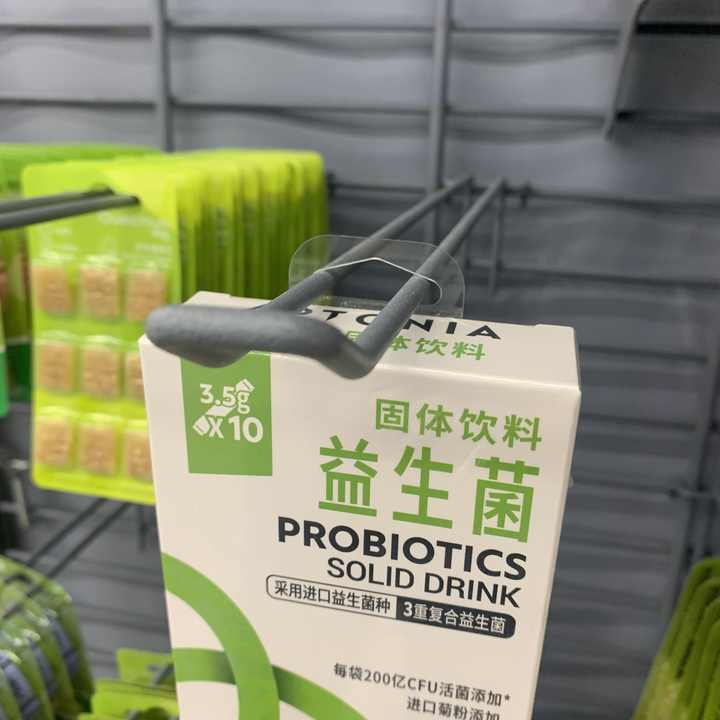 固体饮料
3.5g
X10
固体饮料
益生菌
PROBIOTICS
SOLID DRINK
采用进口益生菌种 3重复合益生菌
每袋200亿CFU活菌添加*
进口菊粉添加